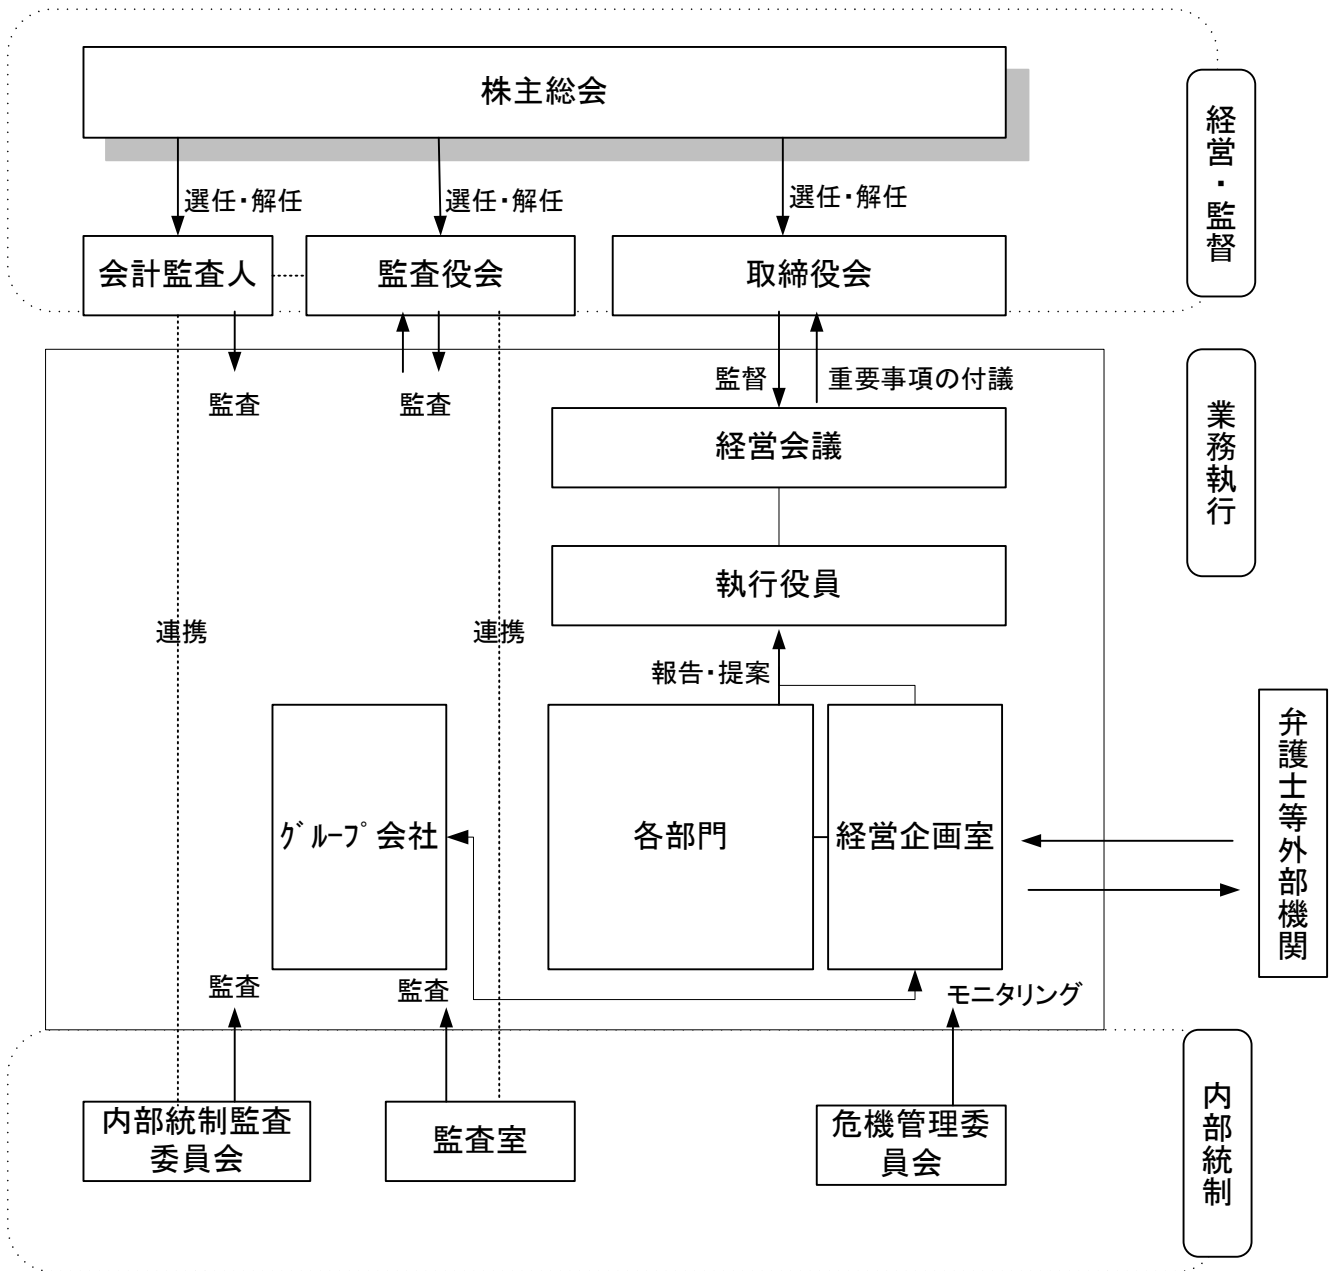 株主総会
経営・監督
選任・解任
選任・解任
選任・解任
会計監査人
監査役会
取締役会
監査
監査
監督
重要事項の付議
業務執行
経営会議
執行役員
連携
連携
報告・提案
ｸﾞﾙｰﾌﾟ会社
各部門
経営企画室
弁護士等外部機関
監査
監査
モニタリング
内部統制監査
委員会
監査室
危機管理委
員会
内部統制